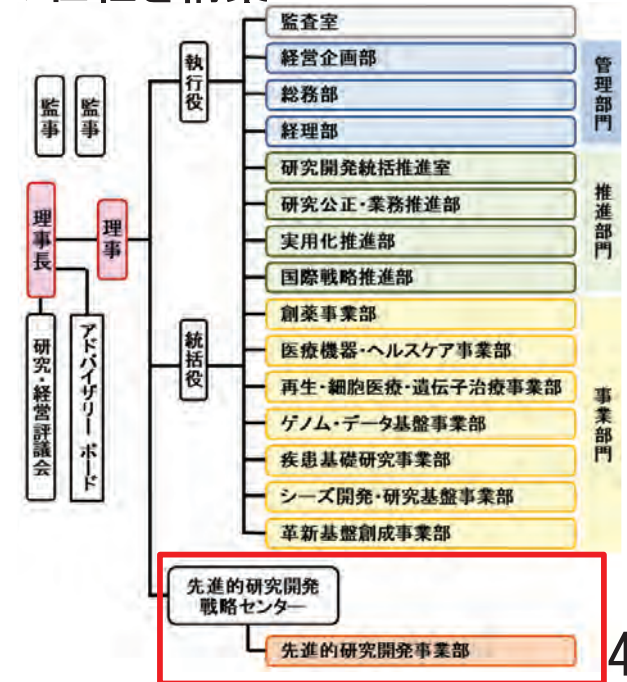 監査室
経営企画部
総務部
経理部
管理部門
研究開発統括推進室
研究公正・業務推進部
実用化推進部
国際戦略推進部
推進部門
創薬事業部
医療機器・ヘルスケア事業部
再生・細胞医療・遺伝子治療事業部
ゲノム・データ基盤事業部
疾患基礎研究事業部
シーズ開発・研究基盤事業部
革新基盤創成事業部
事業部門
執行役
統括役
監事
監事
理事長
理事
研究・経営評議会
アドバイザリー ボード
先進的研究開発
戦略センター
先進的研究開発事業部
4